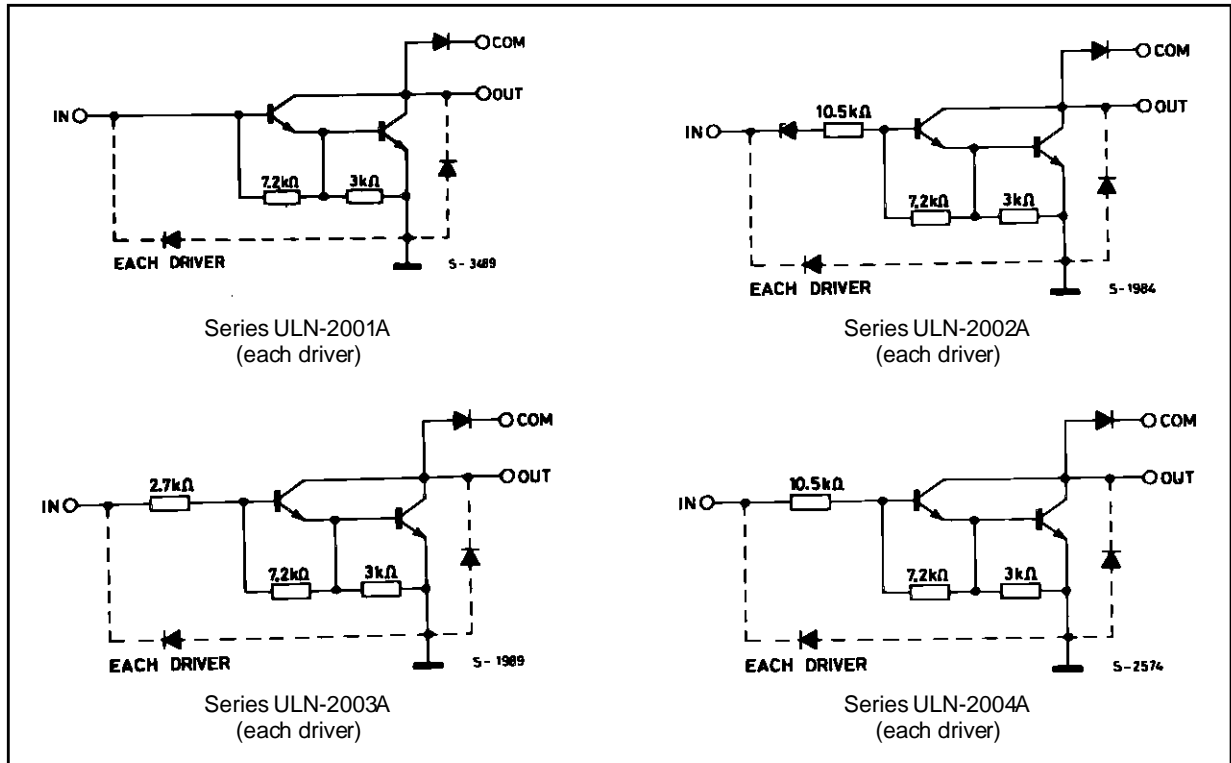 COM
OUT
IN
7.2kΩ 3kΩ
EACH DRIVER
S-3489
Series ULN-2001A
(each driver)
COM
OUT
IN
10.5kΩ
7.2kΩ 3kΩ
EACH DRIVER
S-1984
Series ULN-2002A
(each driver)
COM
OUT
IN
2.7kΩ
7.2kΩ 3kΩ
EACH DRIVER
S-1989
Series ULN-2003A
(each driver)
COM
OUT
IN
10.5kΩ
7.2kΩ 3kΩ
EACH DRIVER
S-2574
Series ULN-2004A
(each driver)